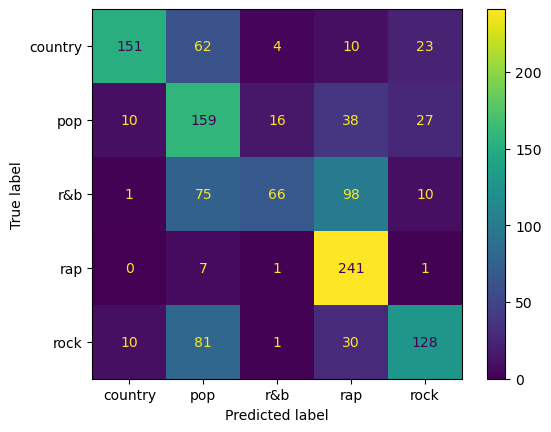 country 151 62 4 10 23
pop 10 159 16 38 27
r&b 1 75 66 98 10
rap 0 7 1 241 1
rock 10 81 1 30 128
country pop r&b rap rock
Predicted label
True label
200
150
100
50
0